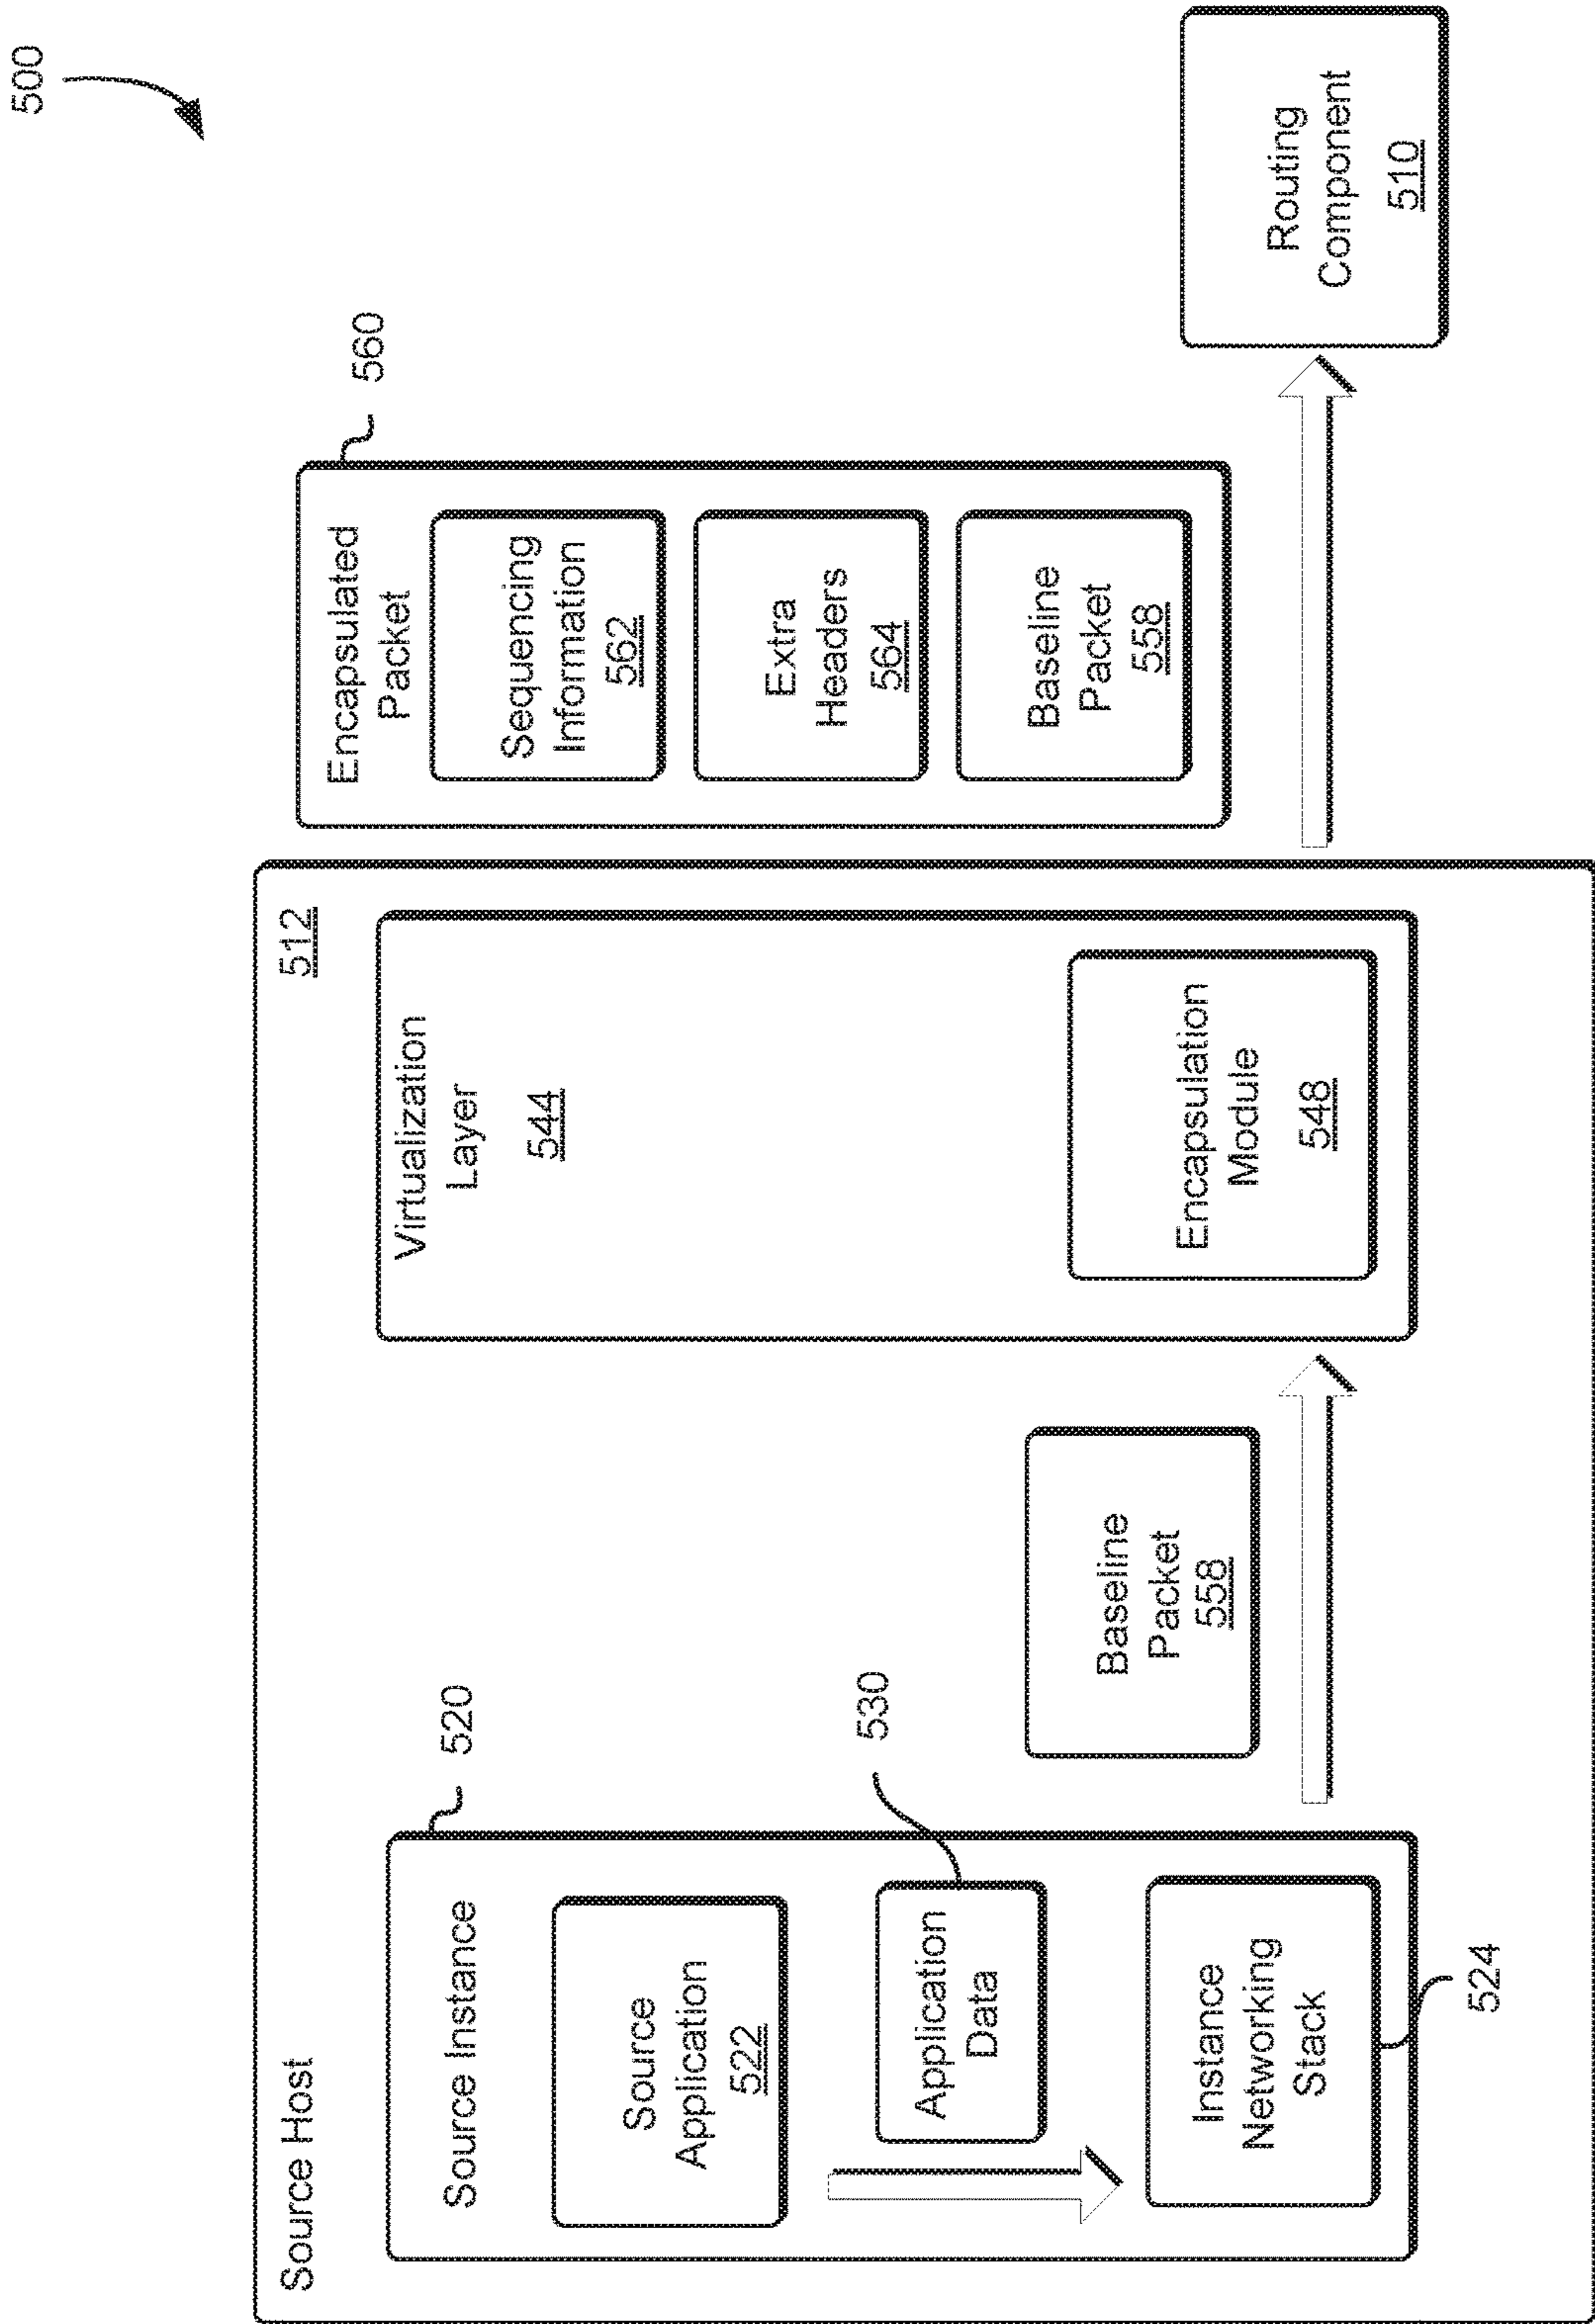 500
Source Host
512
Source Instance
520
Source
Application
522
Application
Data
530
Instance
Networking
Stack
524
Baseline
Packet
558
Virtualization
Layer
544
Encapsulation
Module
548
Encapsulated
Packet
560
Sequencing
Information
562
Extra
Headers
564
Baseline
Packet
558
Routing
Component
510